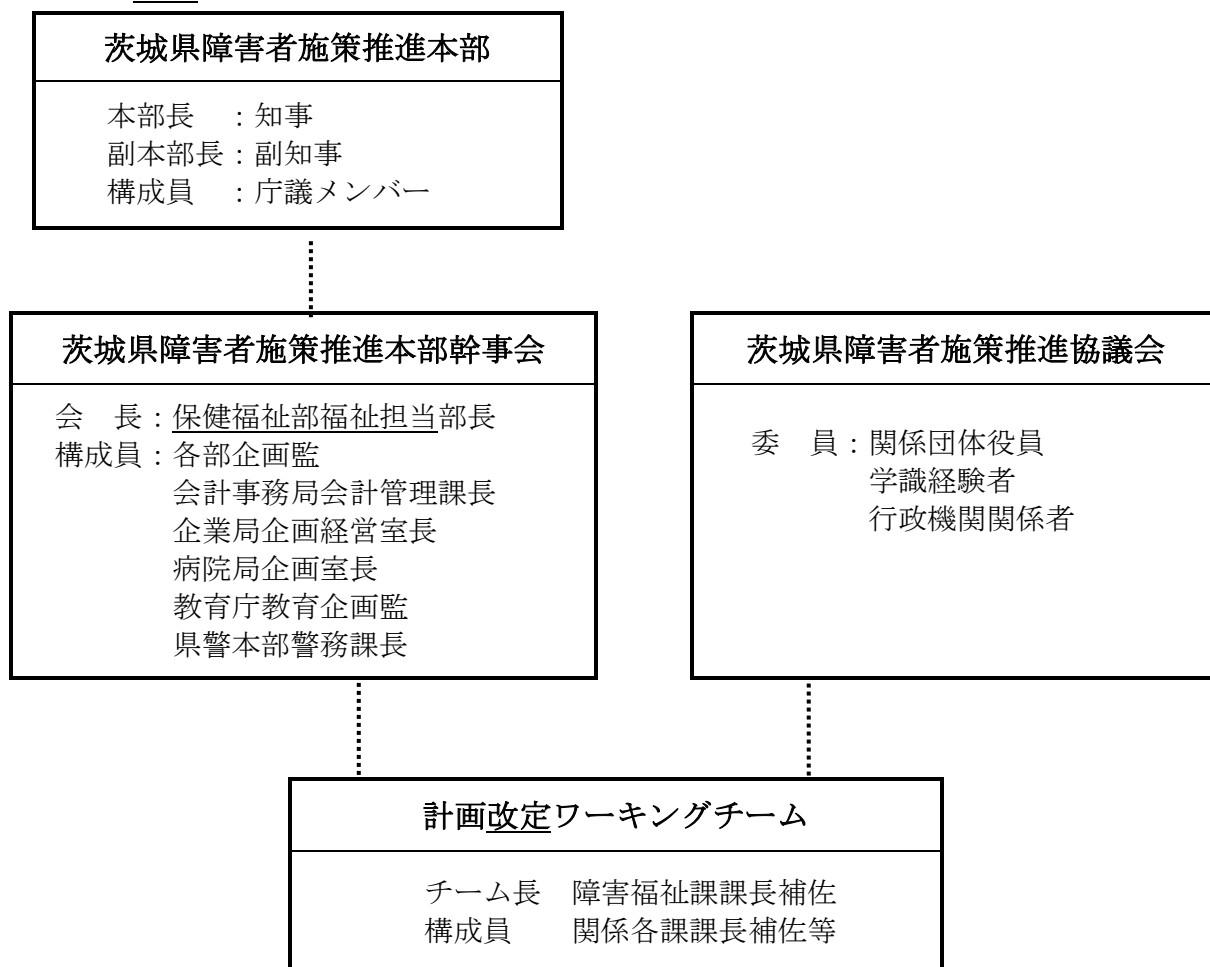 茨城県障害者施策推進本部
本部長　：知事
副本部長：副知事
構成員　：庁議メンバー
茨城県障害者施策推進本部幹事会
会　長：保健福祉部福祉担当部長
構成員：各部企画監
会計事務局会計管理課長
企業局企画経営室長
病院局企画室長
教育庁教育企画監
県警本部警務課長
茨城県障害者施策推進協議会
委　員：関係団体役員
学識経験者
行政機関関係者
計画改定ワーキングチーム
チーム長　障害福祉課課長補佐
構成員　　関係各課課長補佐等